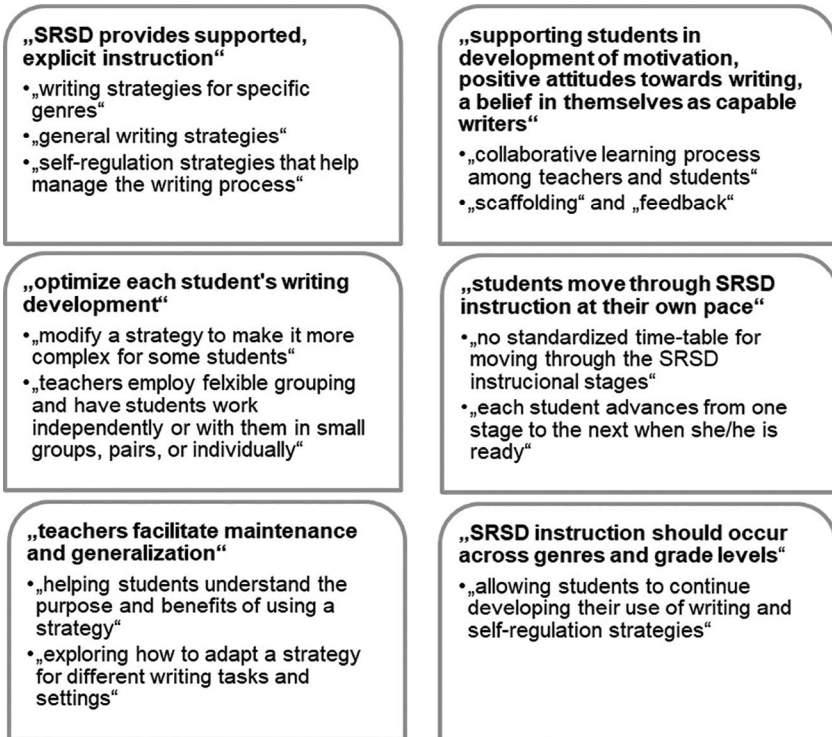 „SRSD provides supported,
explicit instruction“
•„writing strategies for specific
genres“
•„general writing strategies“
•„self-regulation strategies that help
manage the writing process“
„supporting students in
development of motivation,
positive attitudes towards writing,
a belief in themselves as capable
writers“
•„collaborative learning process
among teachers and students“
•„scaffolding“ and „feedback“
„optimize each student's writing
development“
•„modify a strategy to make it more
complex for some students“
•„teachers employ felxible grouping
and have students work
independently or with them in small
groups, pairs, or individually“
„students move through SRSD
instruction at their own pace“
•„no standardized time-table for
moving through the SRSD
instrucional stages“
•„each student advances from one
stage to the next when she/he is
ready“
„teachers facilitate maintenance
and generalization“
•„helping students understand the
purpose and benefits of using a
strategy“
•„exploring how to adapt a strategy
for different writing tasks and
settings“
„SRSD instruction should occur
across genres and grade levels“
•„allowing students to continue
developing their use of writing and
self-regulation strategies“